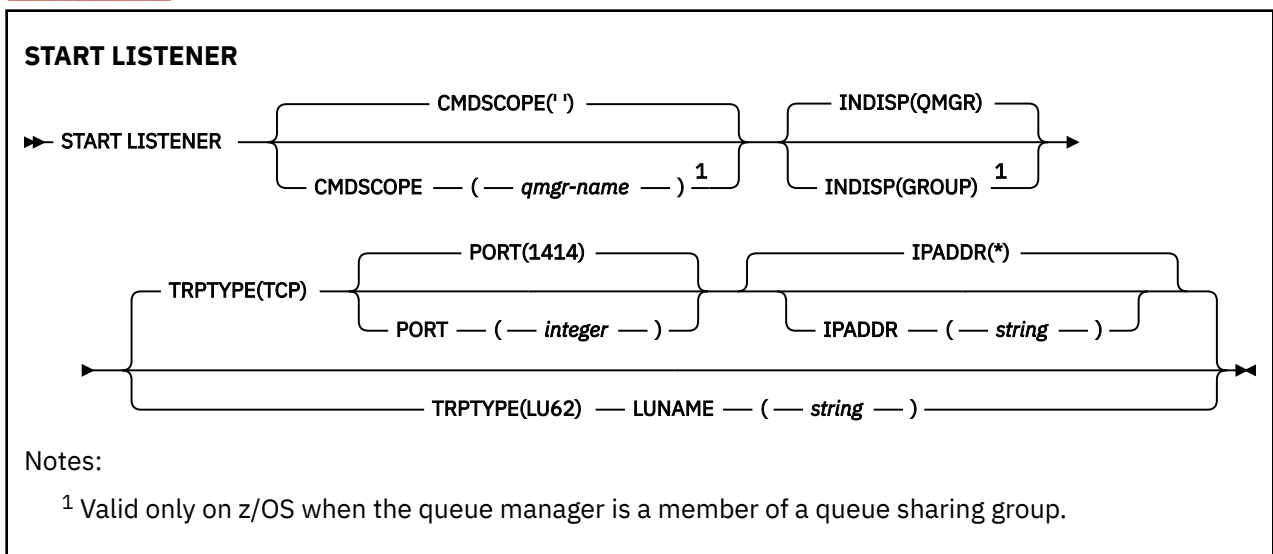 START LISTENER
CMDSCOPE(' ') INDISP(QMGR)
START LISTENER
CMDSCOPE ( qmgr-name ) 1 INDISP(GROUP) 1
PORT(1414) IPADDR(*)
TRPTYPE(TCP)
PORT ( integer ) IPADDR ( string )
TRPTYPE(LU62) LUNAME ( string )
Notes:
1 Valid only on z/OS when the queue manager is a member of a queue sharing group.